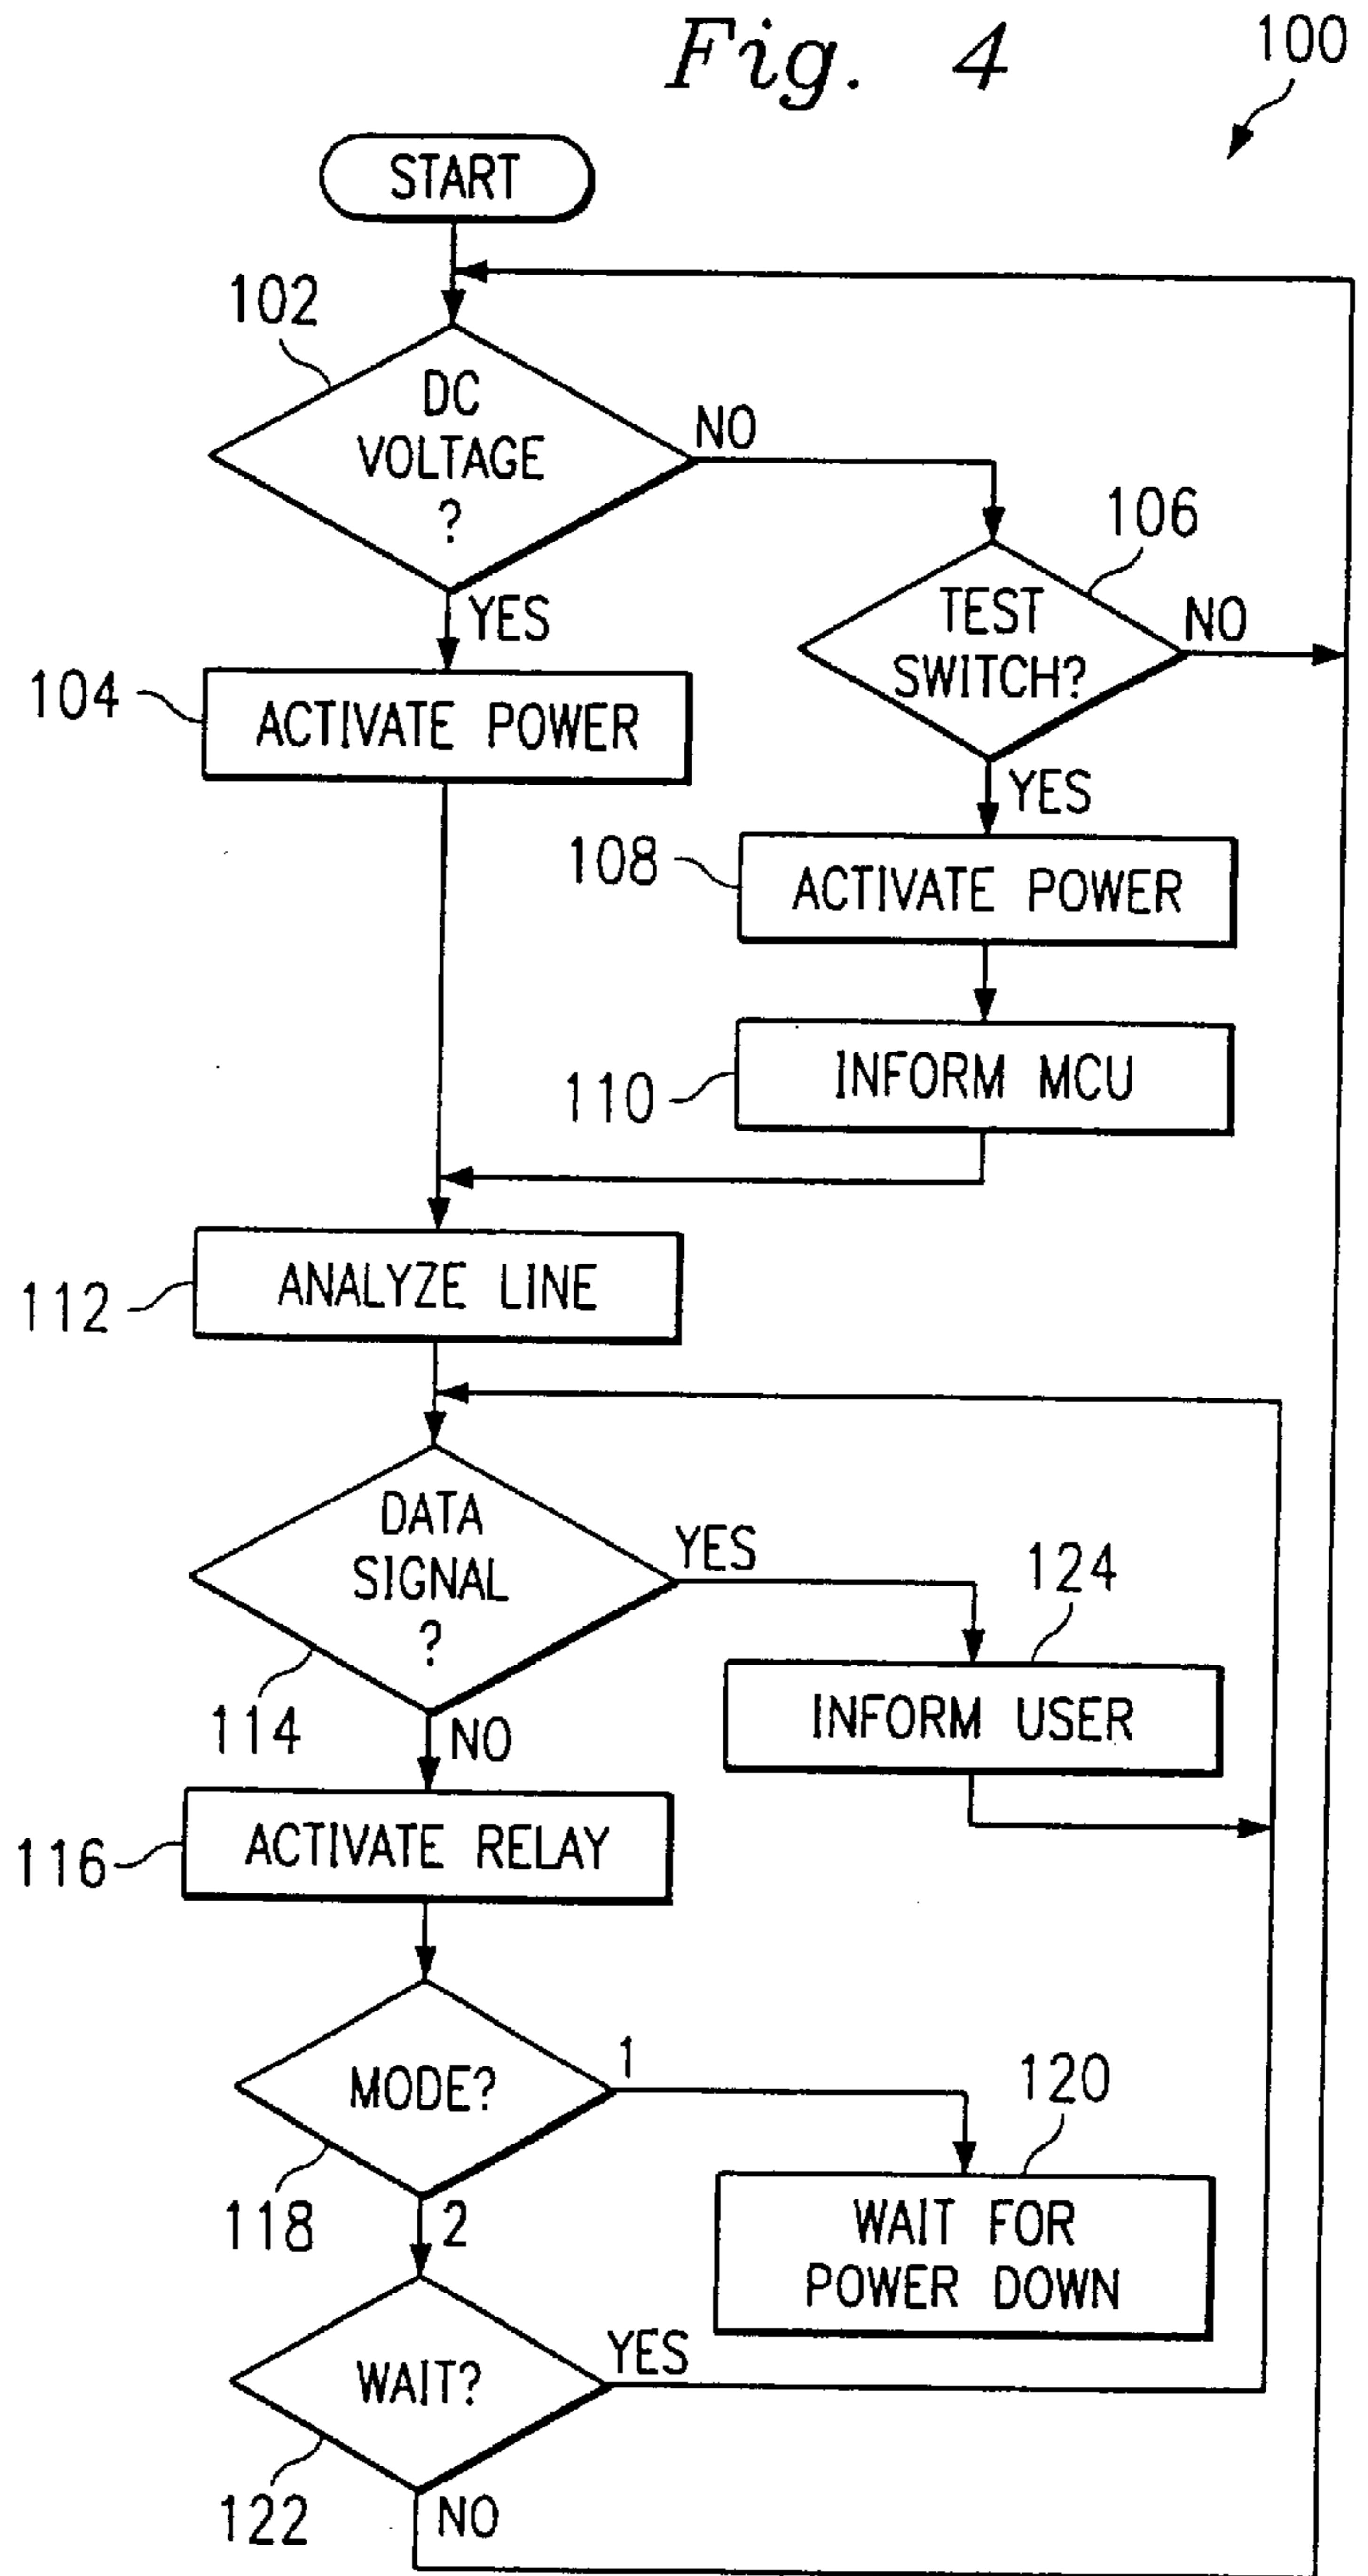 Fig. 4
100
START
102
DC
VOLTAGE
?
NO
YES
106
TEST
SWITCH?
NO
YES
104
ACTIVATE POWER
108
ACTIVATE POWER
110
INFORM MCU
112
ANALYZE LINE
DATA
SIGNAL
?
YES
114
NO
124
INFORM USER
116
ACTIVATE RELAY
MODE?
1
118
2
120
WAIT FOR
POWER DOWN
WAIT?
YES
122
NO